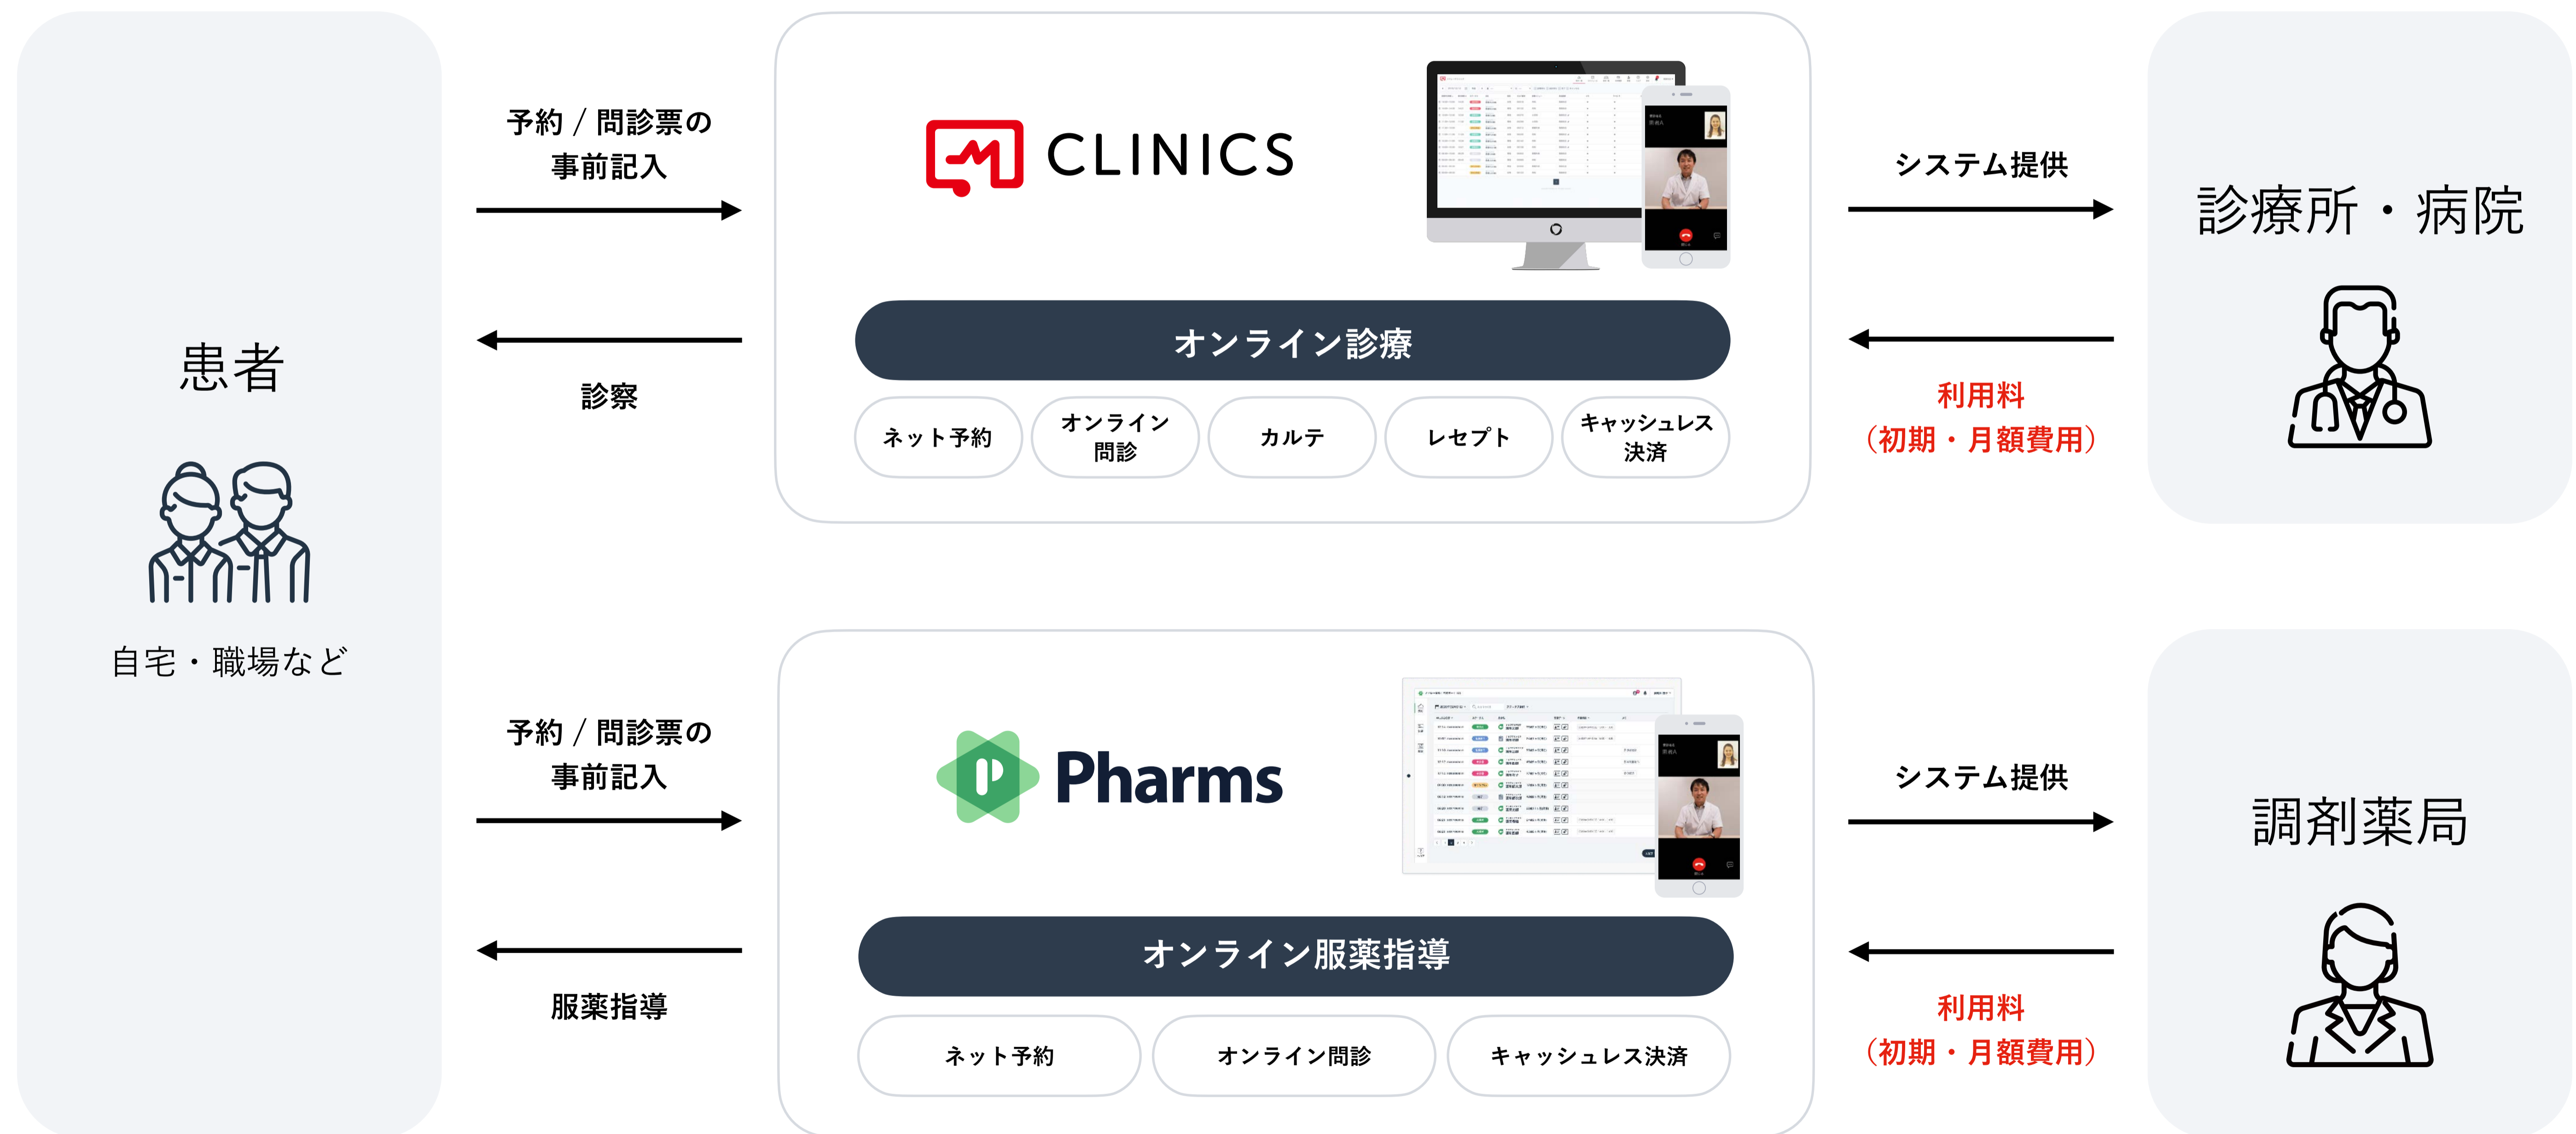 患者
自宅・職場など
予約 / 問診票の
事前記入
診察
CLINICS
オンライン診療
ネット予約
オンライン
問診
カルテ
レセプト
キャッシュレス
決済
システム提供
利用料
（初期・月額費用）
診療所・病院
予約 / 問診票の
事前記入
服薬指導
Pharms
オンライン服薬指導
ネット予約
オンライン問診
キャッシュレス決済
システム提供
利用料
（初期・月額費用）
調剤薬局